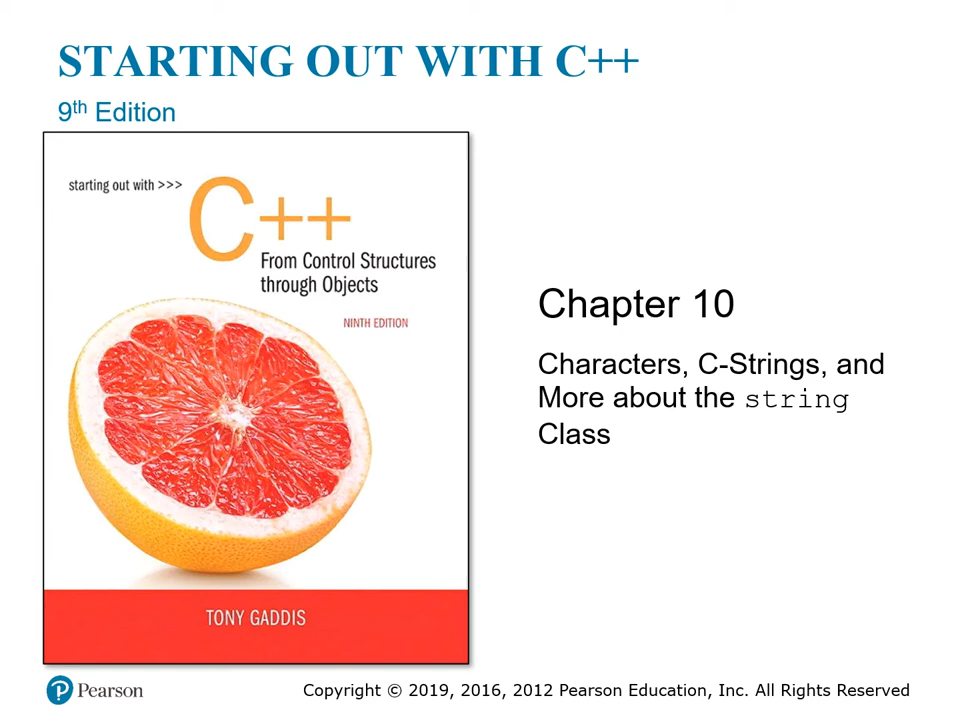 STARTING OUT WITH C++
9th Edition
starting out with >>>
C++
From Control Structures
through Objects
NINTH EDITION
TONY GADDIS
Chapter 10
Characters, C-Strings, and
More about the string
Class
Pearson
Copyright © 2019, 2016, 2012 Pearson Education, Inc. All Rights Reserved